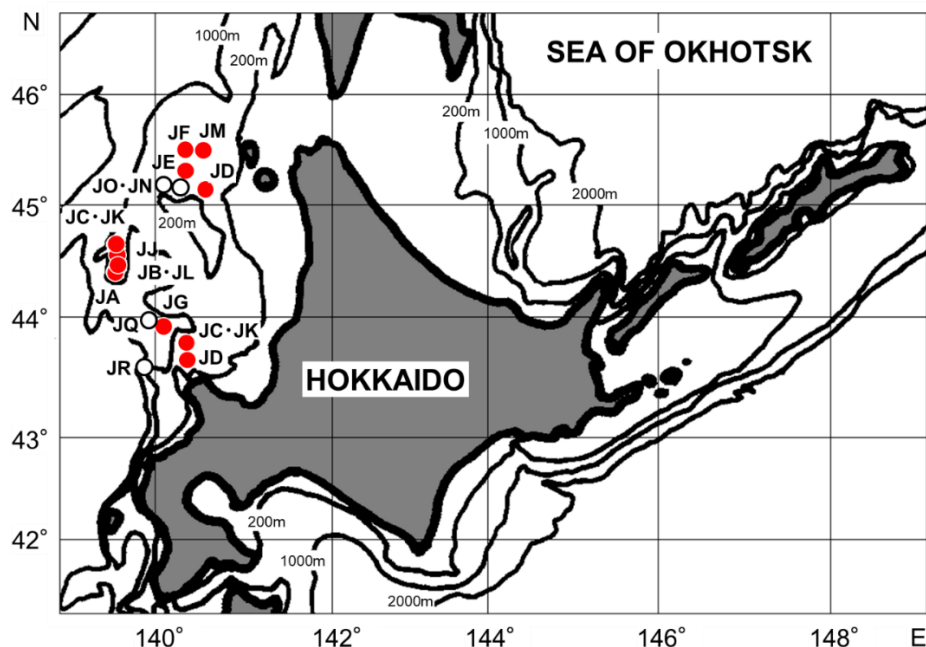 N
1000m
200m
SEA OF OKHOTSK
46°
200m
1000m
2000m
JF JM
JE
JD
JO・JN
45°
200m
JC・JK
JJ
JB・JL
JA
JG
44°
JQ
JC・JK
JR
JD
HOKKAIDO
43°
200m
42°
1000m
2000m
140° 142° 144° 146° 148° E